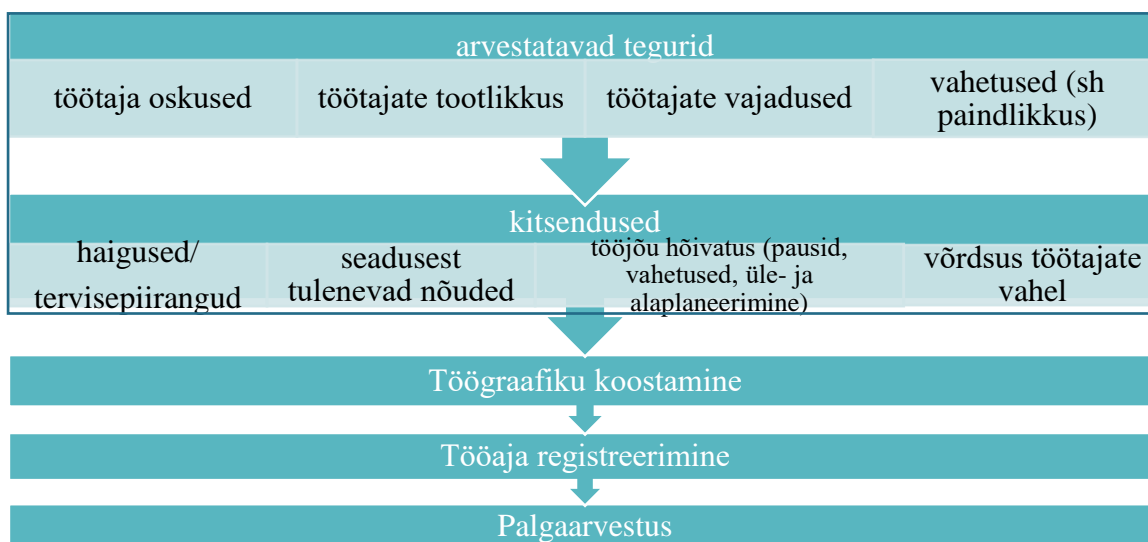 arvestatavad tegurid
töötaja oskused
töötajate tootlikkus
töötajate vajadused
vahetused (sh
paindlikkus)
kitsendused
haigused/
tervisepiirangud
seadusest
tulenevad nõuded
tööjõu hõivatus (pausid,
vahetused, üle- ja
alaplaneerimine)
võrdsus töötajate
vahel
Töögraafiku koostamine
Tööaja registreerimine
Palgaarvestus